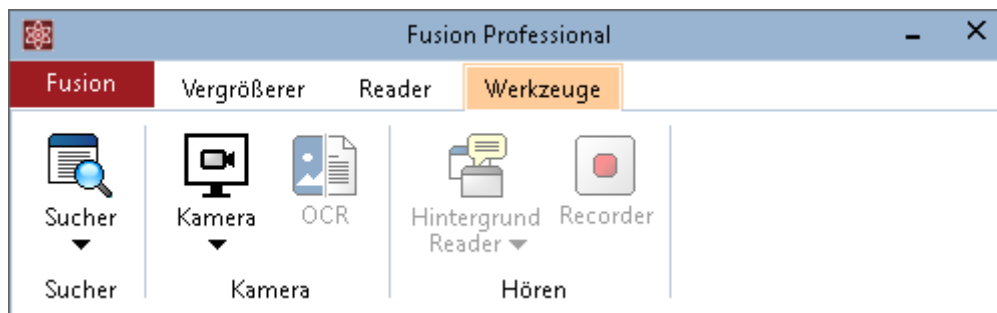 Fusion Professional
Fusion
Vergrößerer
Reader
Werkzeuge
Sucher
Kamera
OCR
Hintergrund
Reader
Recorder
Sucher
Kamera
Hören